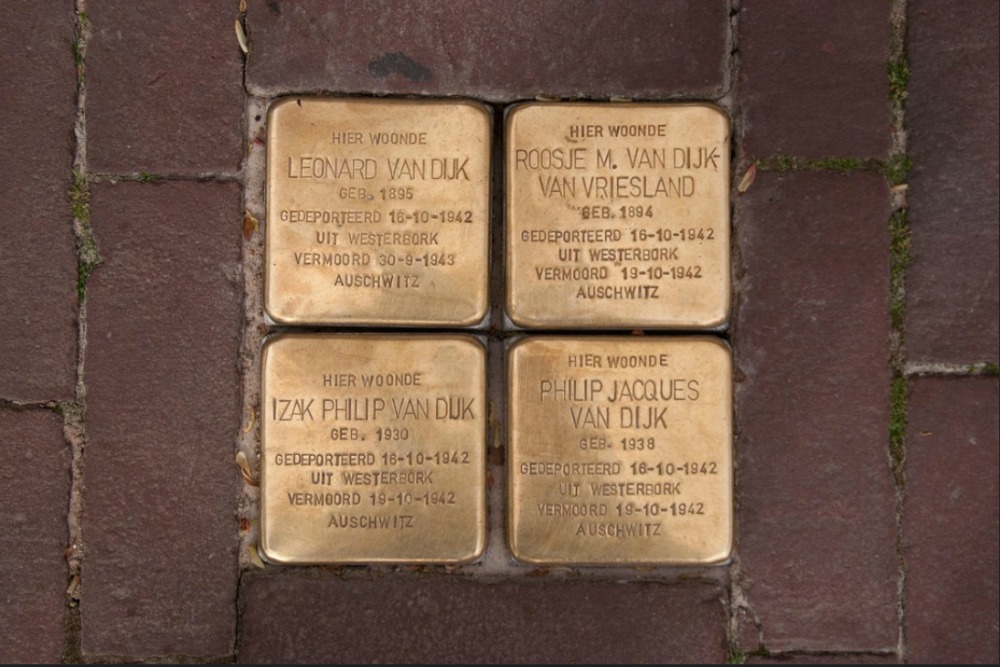 HIER WOONDE
LEONARD VAN DIJK
GEB. 1895
GEDEPORTEERD 16-10-1942
UIT WESTERBORK
VERMOORD 30-9-1943
AUSCHWITZ
HIER WOONDE
ROOSJE M. VAN DIJK-
VAN VRIESLAND
GEB. 1894
GEDEPORTEERD 16-10-1942
UIT WESTERBORK
VERMOORD 19-10-1942
AUSCHWITZ
HIER WOONDE
IZAK PHILIP VAN DIJK
GEB. 1930
GEDEPORTEERD 16-10-1942
UIT WESTERBORK
VERMOORD 19-10-1942
AUSCHWITZ
HIER WOONDE
PHILIP JACQUES
VAN DIJK
GEB. 1938
GEDEPORTEERD 16-10-1942
UIT WESTERBORK
VERMOORD 19-10-1942
AUSCHWITZ